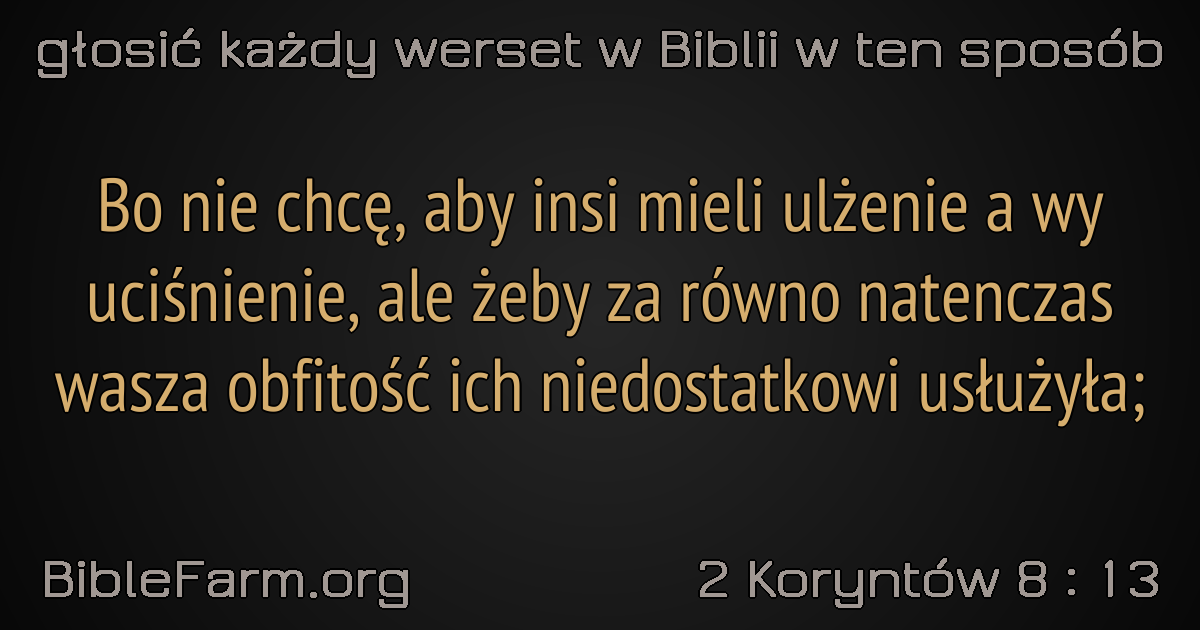 głosić każdy werset w Biblii w ten sposób
Bo nie chcę, aby insi mieli ulżenie a wy
uciśnienie, ale żeby za równo natenczas
wasza obfitość ich niedostatkowi usłużyła;
BibleFarm.org
2 Koryntów 8 : 13